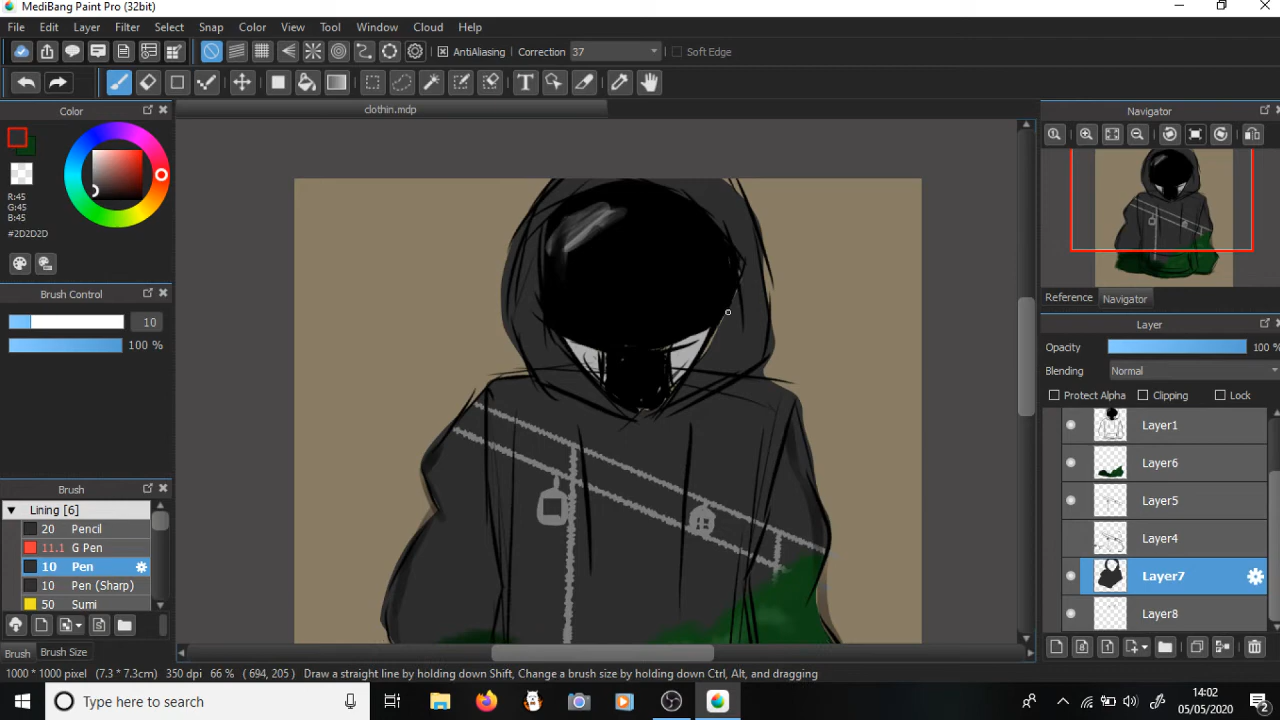 MediBang Paint Pro (32bit)
File Edit Layer Filter Select Snap Color View Tool Window Cloud Help
AntiAliasing Correction 37 Soft Edge
T
Color clothin.mdp Navigator
R:45
G:45
B:45
#2D2D2D
Brush Control
10
100 %
Reference Navigator
Layer
Opacity 100 %
Blending Normal
Protect Alpha Clipping Lock
Layer1
Layer6
Layer5
Layer4
Layer7
Layer8
Brush
Lining [6]
20 Pencil
11.1 G Pen
10 Pen
10 Pen (Sharp)
50 Sumi
Brush Brush Size
1000 * 1000 pixel (7.3 * 7.3cm) 350 dpi 66 % (694, 205) Draw a straight line by holding down Shift, Change a brush size by holding down Ctrl, Alt, and dragging
Type here to search
14:02
05/05/2020
2